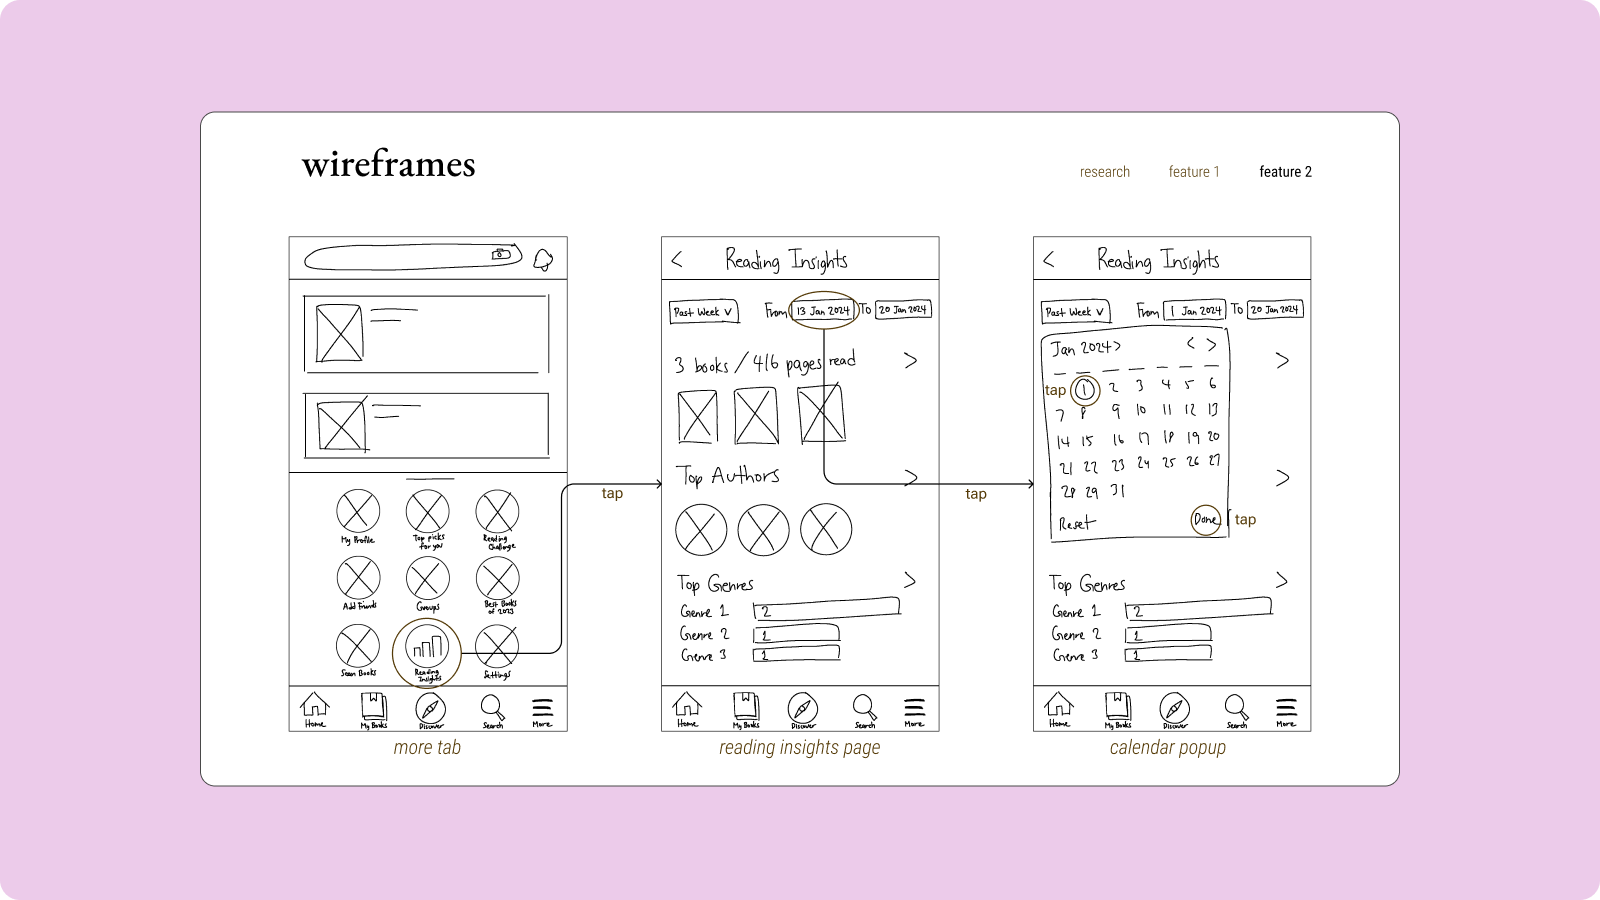 wireframes
research feature 1 feature 2
My Profile
Top picks
for you
Reading
Challenge
Add Friends
Groups
Best Books
of 2023
Scan Books
Reading
Insights
Settings
Home My Books Discover Search More
more tab
tap
Reading Insights
Past Week From 13 Jan 2024 To 20 Jan 2024
3 books / 416 pages read
Top Authors
Top Genres
Genre 1 2
Genre 2 1
Genre 3 1
Home My Books Discover Search More
reading insights page
tap
Reading Insights
Past Week From 1 Jan 2024 To 20 Jan 2024
Jan 2024> < >
tap 1 2 3 4 5 6
7 8 9 10 11 12 13
14 15 16 17 18 19 20
21 22 23 24 25 26 27
28 29 31
Reset Done tap
Top Genres
Genre 1 2
Genre 2 1
Genre 3 1
Home My Books Discover Search More
calendar popup